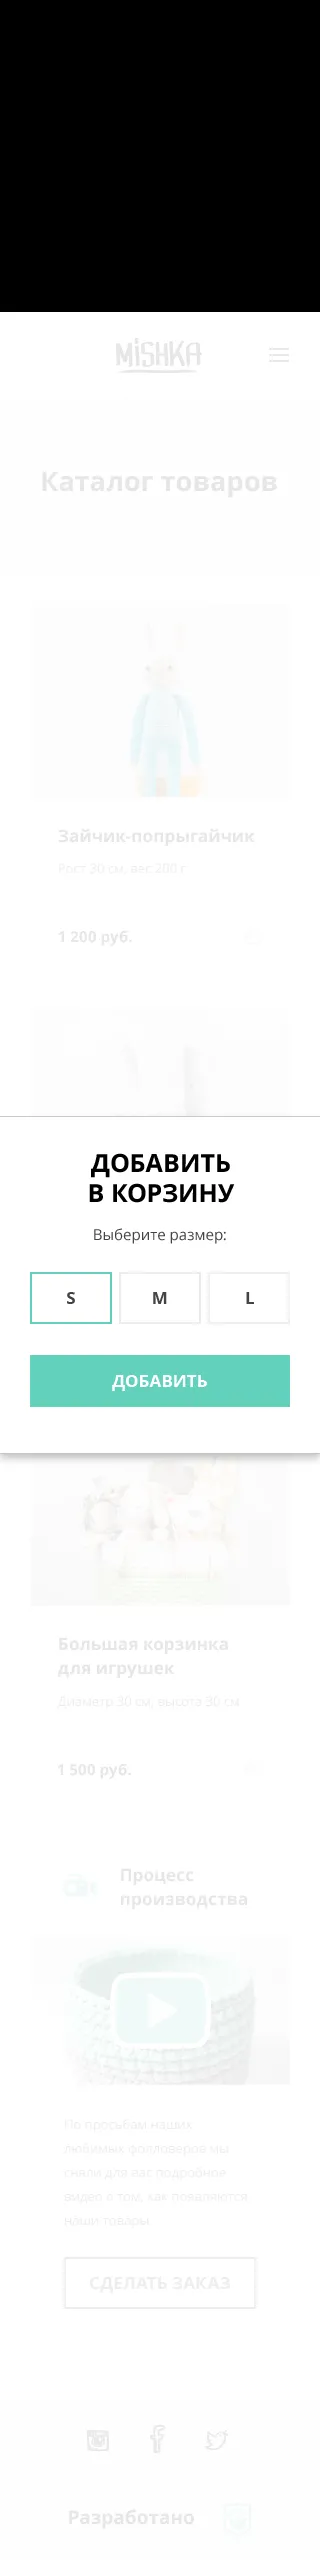 MiSHKA
Каталог товаров
Зайчик-попрыгайчик
Рост 30 см, вес 200 г
1 200 руб.
ДОБАВИТЬ
В КОРЗИНУ
Выберите размер:
S M L
ДОБАВИТЬ
Большая корзинка
для игрушек
Диаметр 30 см, высота 30 см
1 500 руб.
Процесс
производства
По просьбам наших
любимых фолловеров мы
сняли для вас подробное
видео о том, как появляются
наши товары.
СДЕЛАТЬ ЗАКАЗ
Разработано